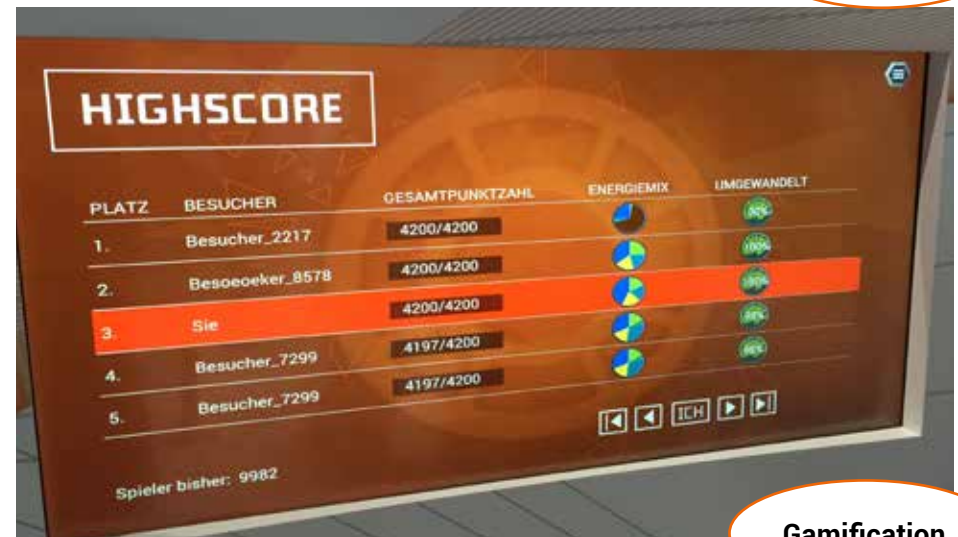 HIGHSCORE
PLATZ BESUCHER GESAMTPUNKTZAHL ENERGIEMIX UMGEWANDELT
1. Besucher_2217 4200/4200
2. Besoeoeker_8578 4200/4200 100%
3. Sie 4200/4200 100%
4. Besucher_7299 4197/4200
5. Besucher_7299 4197/4200
ICH
Spieler bisher: 9982
Gamification